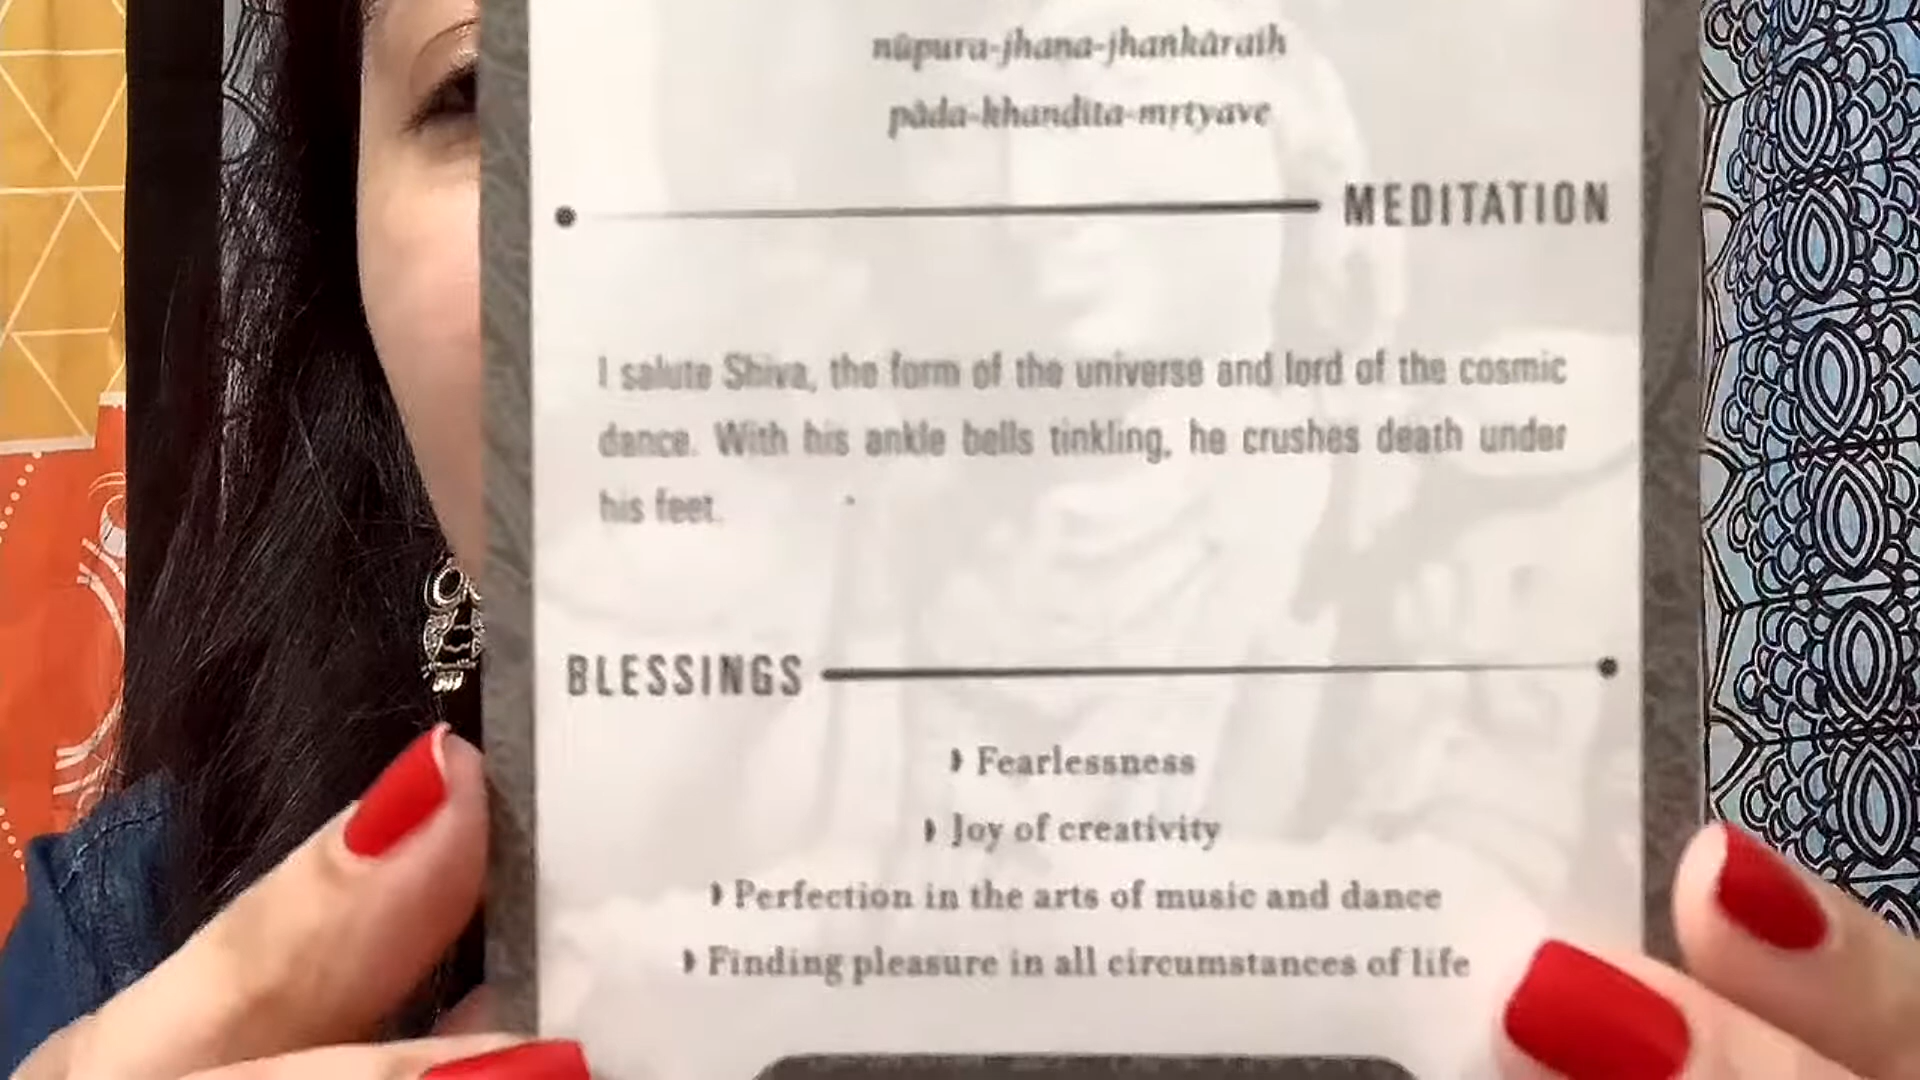 nūpura-jhaṇa-jhankāraiḥ
pāda-khaṇḍita-mṛtyave
MEDITATION
I salute Shiva, the form of the universe and lord of the cosmic
dance. With his ankle bells tinkling, he crushes death under
his feet.
BLESSINGS
Fearlessness
Joy of creativity
Perfection in the arts of music and dance
Finding pleasure in all circumstances of life